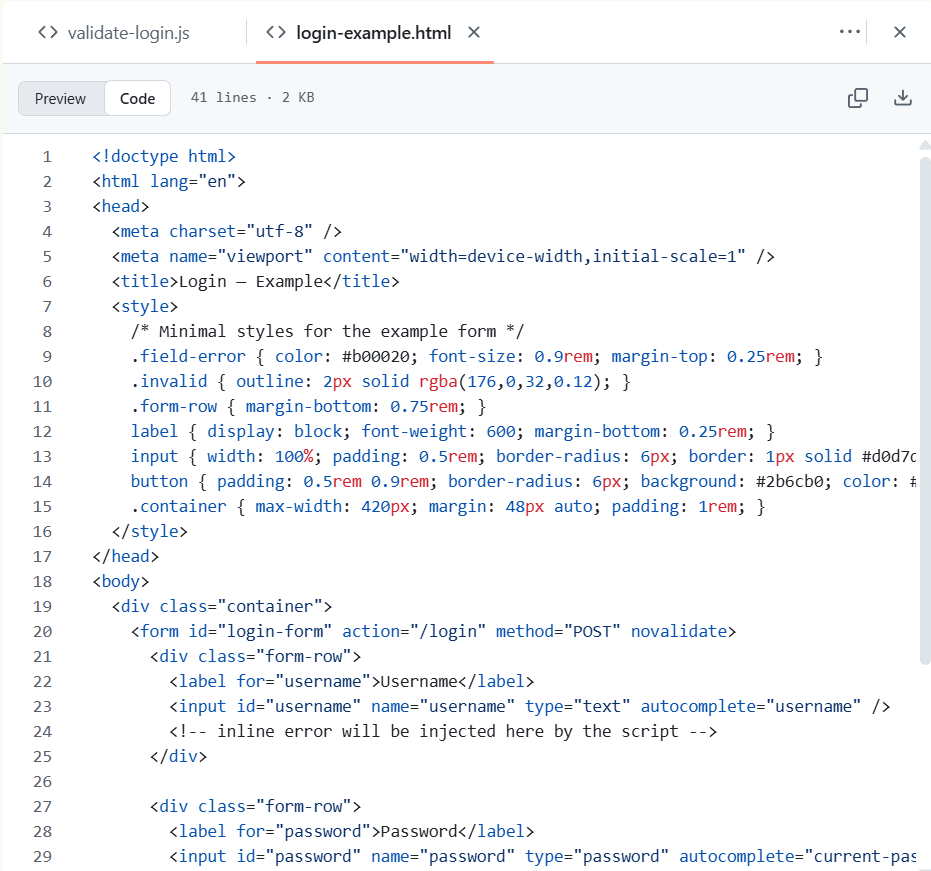 validate-login.js
login-example.html
Preview Code 41 lines · 2 KB
1 <!doctype html>
2 <html lang="en">
3 <head>
4   <meta charset="utf-8" />
5   <meta name="viewport" content="width=device-width,initial-scale=1" />
6   <title>Login — Example</title>
7   <style>
8     /* Minimal styles for the example form */
9     .field-error { color: #b00020; font-size: 0.9rem; margin-top: 0.25rem; }
10     .invalid { outline: 2px solid rgba(176,0,32,0.12); }
11     .form-row { margin-bottom: 0.75rem; }
12     label { display: block; font-weight: 600; margin-bottom: 0.25rem; }
13     input { width: 100%; padding: 0.5rem; border-radius: 6px; border: 1px solid
14     button { padding: 0.5rem 0.9rem; border-radius: 6px; background: #2b6cb0; color: #
15     .container { max-width: 420px; margin: 48px auto; padding: 1rem; }
16   </style>
17 </head>
18 <body>
19   <div class="container">
20     <form id="login-form" action="/login" method="POST" novalidate>
21       <div class="form-row">
22         <label for="username">Username</label>
23         <input id="username" name="username" type="text" autocomplete="username" />
24         <!-- inline error will be injected here by the script -->
25       </div>
26
27       <div class="form-row">
28         <label for="password">Password</label>
29         <input id="password" name="password" type="password" autocomplete="current-pas